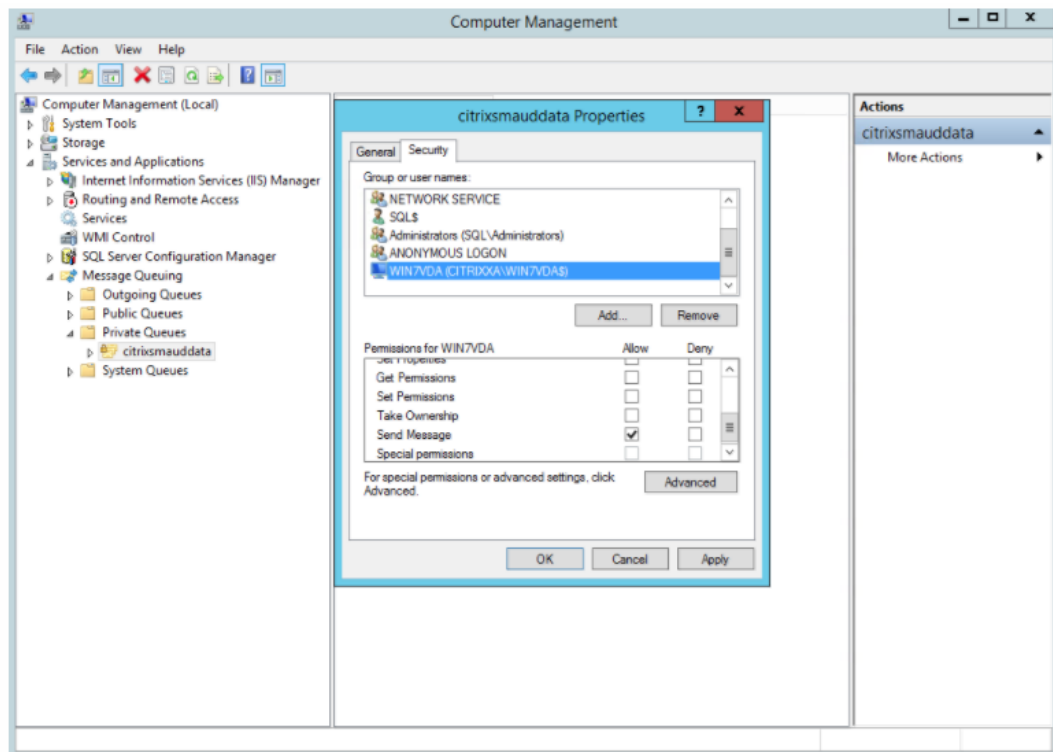 Computer Management
File Action View Help
Computer Management (Local)
System Tools
Storage
Services and Applications
Internet Information Services (IIS) Manager
Routing and Remote Access
Services
WMI Control
SQL Server Configuration Manager
Message Queuing
Outgoing Queues
Public Queues
Private Queues
citrixsmauddata
System Queues
citrixsmauddata Properties
? x
General Security
Group or user names:
NETWORK SERVICE
SQL$
Administrators (SQL\Administrators)
ANONYMOUS LOGON
WIN7VDA (CITRIXXA\WIN7VDA$)
Add... Remove
Permissions for WIN7VDA Allow Deny
Set Properties
Get Permissions
Set Permissions
Take Ownership
Send Message
Special permissions
For special permissions or advanced settings, click
Advanced.
Advanced
OK Cancel Apply
Actions
citrixsmauddata
More Actions